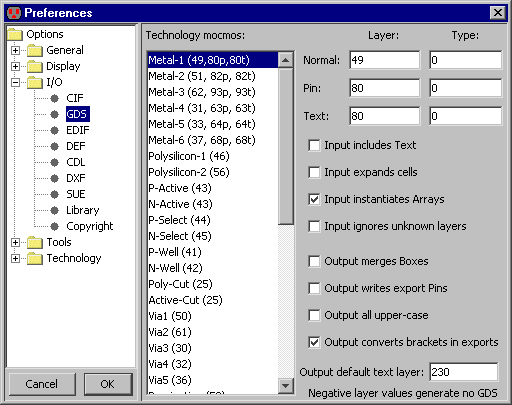 Preferences
Options
General
Display
I/O
CIF
GDS
EDIF
DEF
CDL
DXF
SUE
Library
Copyright
Tools
Technology
Cancel
OK
Technology mocmos:
Metal-1 (49,80p,80t)
Metal-2 (51, 82p, 82t)
Metal-3 (62, 93p, 93t)
Metal-4 (31, 63p, 63t)
Metal-5 (33, 64p, 64t)
Metal-6 (37, 68p, 68t)
Polysilicon-1 (46)
Polysilicon-2 (56)
P-Active (43)
N-Active (43)
P-Select (44)
N-Select (45)
P-Well (41)
N-Well (42)
Poly-Cut (25)
Active-Cut (25)
Via1 (50)
Via2 (61)
Via3 (30)
Via4 (32)
Via5 (36)
Layer: Type:
Normal: 49 0
Pin: 80 0
Text: 80 0
Input includes Text
Input expands cells
Input instantiates Arrays
Input ignores unknown layers
Output merges Boxes
Output writes export Pins
Output all upper-case
Output converts brackets in exports
Output default text layer: 230
Negative layer values generate no GDS